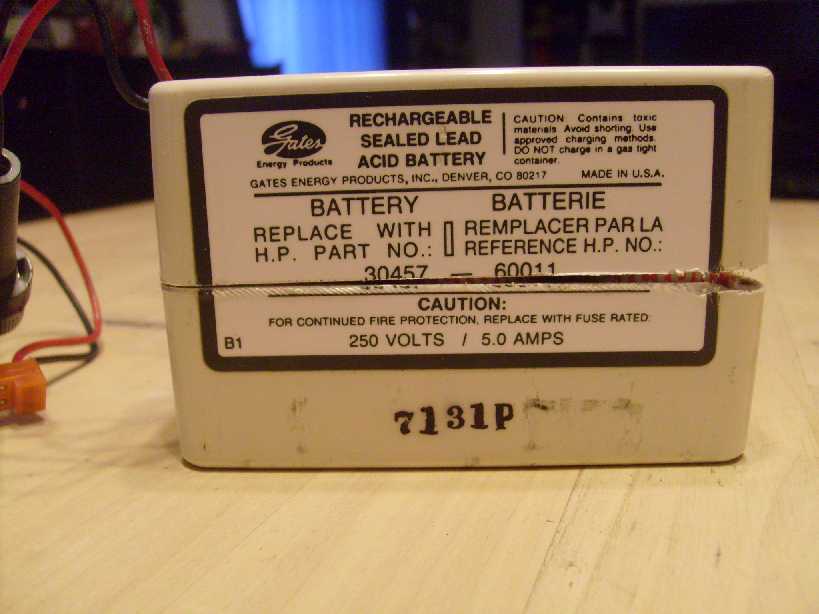 Gates
Energy Products
RECHARGEABLE
SEALED LEAD
ACID BATTERY
CAUTION Contains toxic
materials Avoid shorting. Use
approved charging methods.
DO NOT charge in a gas tight
container.
GATES ENERGY PRODUCTS, INC., DENVER, CO 80217 MADE IN U.S.A.
BATTERY
REPLACE WITH
H.P. PART NO.:
BATTERIE
REMPLACER PAR LA
REFERENCE H.P. NO.:
30457 — 60011
CAUTION:
FOR CONTINUED FIRE PROTECTION, REPLACE WITH FUSE RATED:
B1 250 VOLTS / 5.0 AMPS
7131P